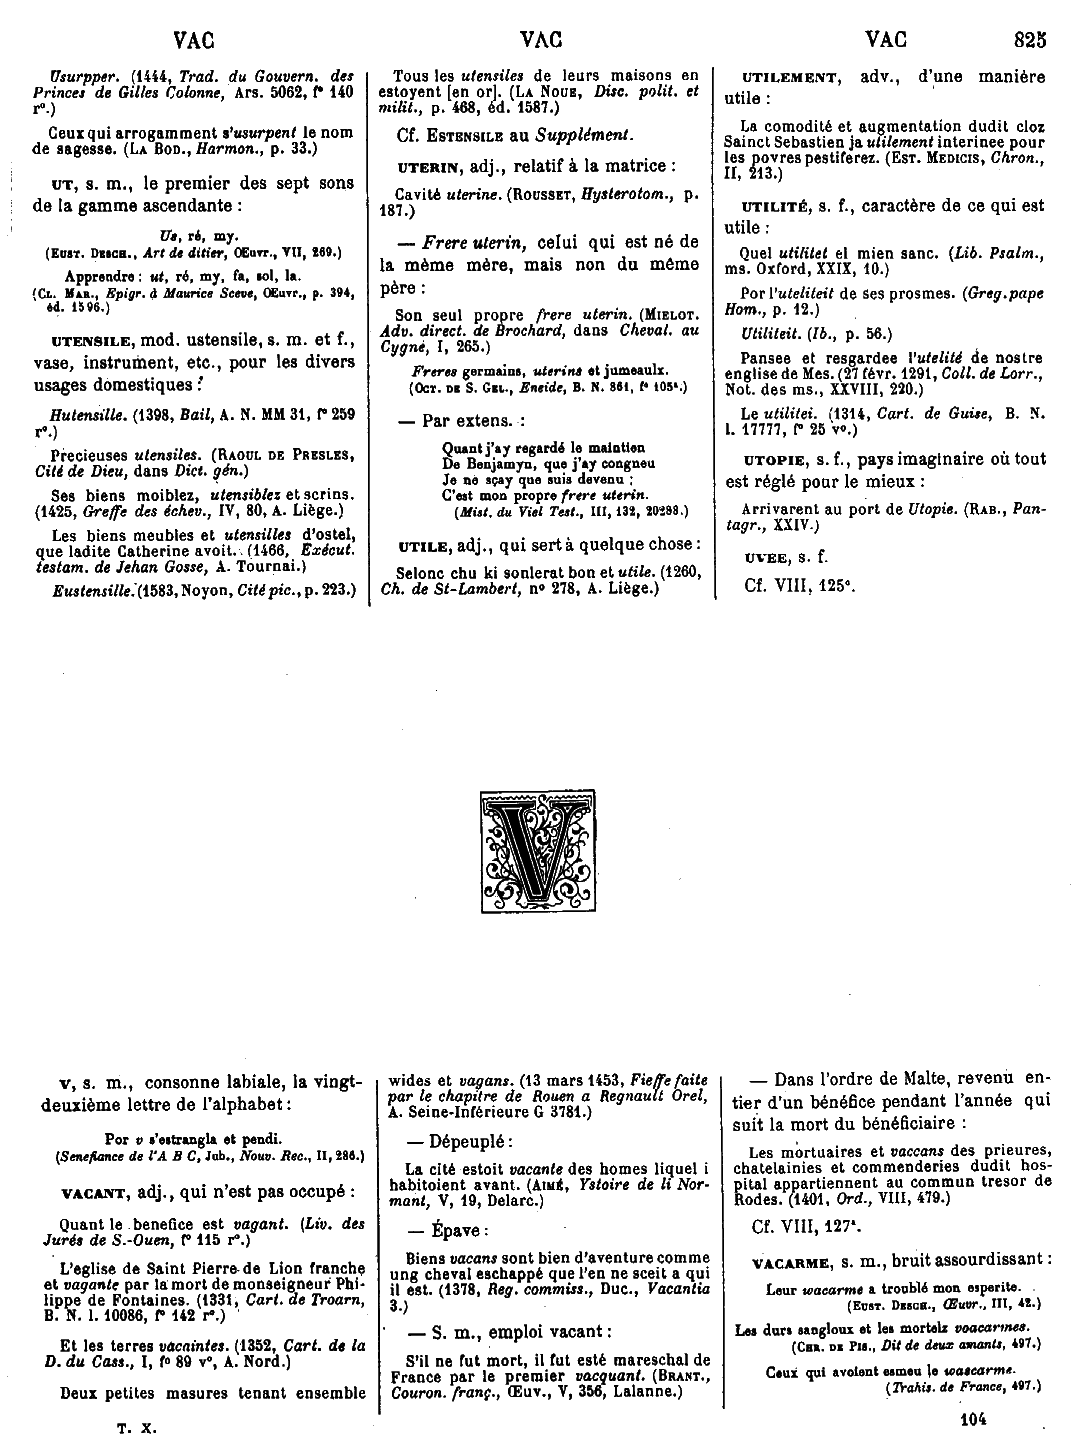 VAC
VAC
VAC
825
Usurpper. (1444, Trad. du Gouvern. des
Princes de Gilles Colonne, Ars. 5062, f° 140
r°.)
Ceux qui arrogamment s'usurpent le nom
de sagesse. (LA BOD., Harmon., p. 33.)
UT, s. m., le premier des sept sons
de la gamme ascendante :
Us, ré, my.
(EUST. DESCH., Art de ditier, Œuvr., VII, 269.)
Apprendre : ut, ré, my, fa, sol, la.
(CL. MAR., Epigr. à Maurice Sceve, Œuvr., p. 394,
éd. 1596.)
UTENSILE, mod. ustensile, s. m. et f.,
vase, instrument, etc., pour les divers
usages domestiques :
Hutensille. (1398, Bail, A. N. MM 31, f° 259
r°.)
Precieuses utensiles. (RAOUL DE PRESLES,
Cité de Dieu, dans Dict. gén.)
Ses biens moiblez, utensiblez et scrins.
(1425, Greffe des échev., IV, 80, A. Liège.)
Les biens meubles et utensilles d'ostel,
que ladite Catherine avoit. (1466, Exécut.
testam. de Jehan Gosse, A. Tournai.)
Eustensille. (1583, Noyon, Cité pic., p. 223.)
Tous les utensiles de leurs maisons en
estoyent [en or]. (LA NOUE, Disc. polit. et
milit., p. 468, éd. 1587.)
Cf. ESTENSILE au Supplément.
UTERIN, adj., relatif à la matrice :
Cavité uterine. (ROUSSET, Hysterotom., p.
187.)
— Frere uterin, celui qui est né de
la même mère, mais non du même
père :
Son seul propre frere uterin. (MIELOT.
Adv. direct. de Brochard, dans Cheval. au
Cygne, I, 265.)
Freres germains, uterins et jumeaulx.
(OCT. DE S. GEL., Eneide, B. N. 861, f° 105ᵃ.)
— Par extens. :
Quant j'ay regardé le maintien
De Benjamyn, que j'ay congneu
Je ne sçay que suis devenu ;
C'est mon propre frere uterin.
(Mist. du Viel Test., III, 132, 20288.)
UTILE, adj., qui sert à quelque chose :
Selonc chu ki sonlerat bon et utile. (1260,
Ch. de St-Lambert, n° 278, A. Liège.)
UTILEMENT, adv., d'une manière
utile :
La comodité et augmentation dudit cloz
Sainct Sebastien ja utilement interinee pour
les povres pestiferez. (EST. MEDICIS, Chron.,
II, 213.)
UTILITÉ, s. f., caractère de ce qui est
utile :
Quel utilitet el mien sanc. (Lib. Psalm.,
ms. Oxford, XXIX, 10.)
Por l'uteliteit de ses prosmes. (Greg. pape
Hom., p. 12.)
Utiliteit. (Ib., p. 56.)
Pansee et resgardee l'utelité de nostre
englise de Mes. (27 févr. 1291, Coll. de Lorr.,
Not. des ms., XXVIII, 220.)
Le utilitei. (1314, Cart. de Guise, B. N.
l. 17777, f° 25 v°.)
UTOPIE, s. f., pays imaginaire où tout
est réglé pour le mieux :
Arrivarent au port de Utopie. (RAB., Pan-
tagr., XXIV.)
UVEE, s. f.
Cf. VIII, 125ᵃ.
V
V, s. m., consonne labiale, la vingt-
deuxième lettre de l'alphabet :
Por v s'estrangla et pendi.
(Senefiance de l'A B C, Jub., Nouv. Rec., II, 286.)
VACANT, adj., qui n'est pas occupé :
Quant le benefice est vagant. (Liv. des
Jurés de S.-Ouen, f° 115 r°.)
L'eglise de Saint Pierre de Lion franche
et vagante par la mort de monseigneur Phi-
lippe de Fontaines. (1331, Cart. de Troarn,
B. N. l. 10086, f° 142 r°.)
Et les terres vacaintes. (1352, Cart. de la
D. du Cass., I, f° 89 v°, A. Nord.)
Deux petites masures tenant ensemble
T. X.
wides et vagans. (13 mars 1453, Fieffe faite
par le chapitre de Rouen a Regnault Orel,
A. Seine-Inférieure G 3781.)
— Dépeuplé :
La cité estoit vacante des homes liquel i
habitoient avant. (AIMÉ, Ystoire de li Nor-
mant, V, 19, Delarc.)
— Épave :
Biens vacans sont bien d'aventure comme
ung cheval eschappé que l'en ne sceit a qui
il est. (1378, Reg. commiss., Duc., Vacantia
3.)
— S. m., emploi vacant :
S'il ne fut mort, il fut esté mareschal de
France par le premier vacquant. (BRANT.,
Couron. franç., Œuv., V, 356, Lalanne.)
— Dans l'ordre de Malte, revenu en-
tier d'un bénéfice pendant l'année qui
suit la mort du bénéficiaire :
Les mortuaires et vaccans des prieures,
chatelainies et commenderies dudit hos-
pital appartiennent au commun tresor de
Rodes. (1401, Ord., VIII, 479.)
Cf. VIII, 127ᵃ.
VACARME, s. m., bruit assourdissant :
Leur wacarme a troublé mon esperite.
(EUST. DESCH., Œuvr., III, 42.)
Les durs sangloux et les mortelz voacarmes.
(CHR. DE PIS., Dit de deux amants, 497.)
Ceux qui avoient esmeu le wascarme.
(Trahis. de France, 497.)
104